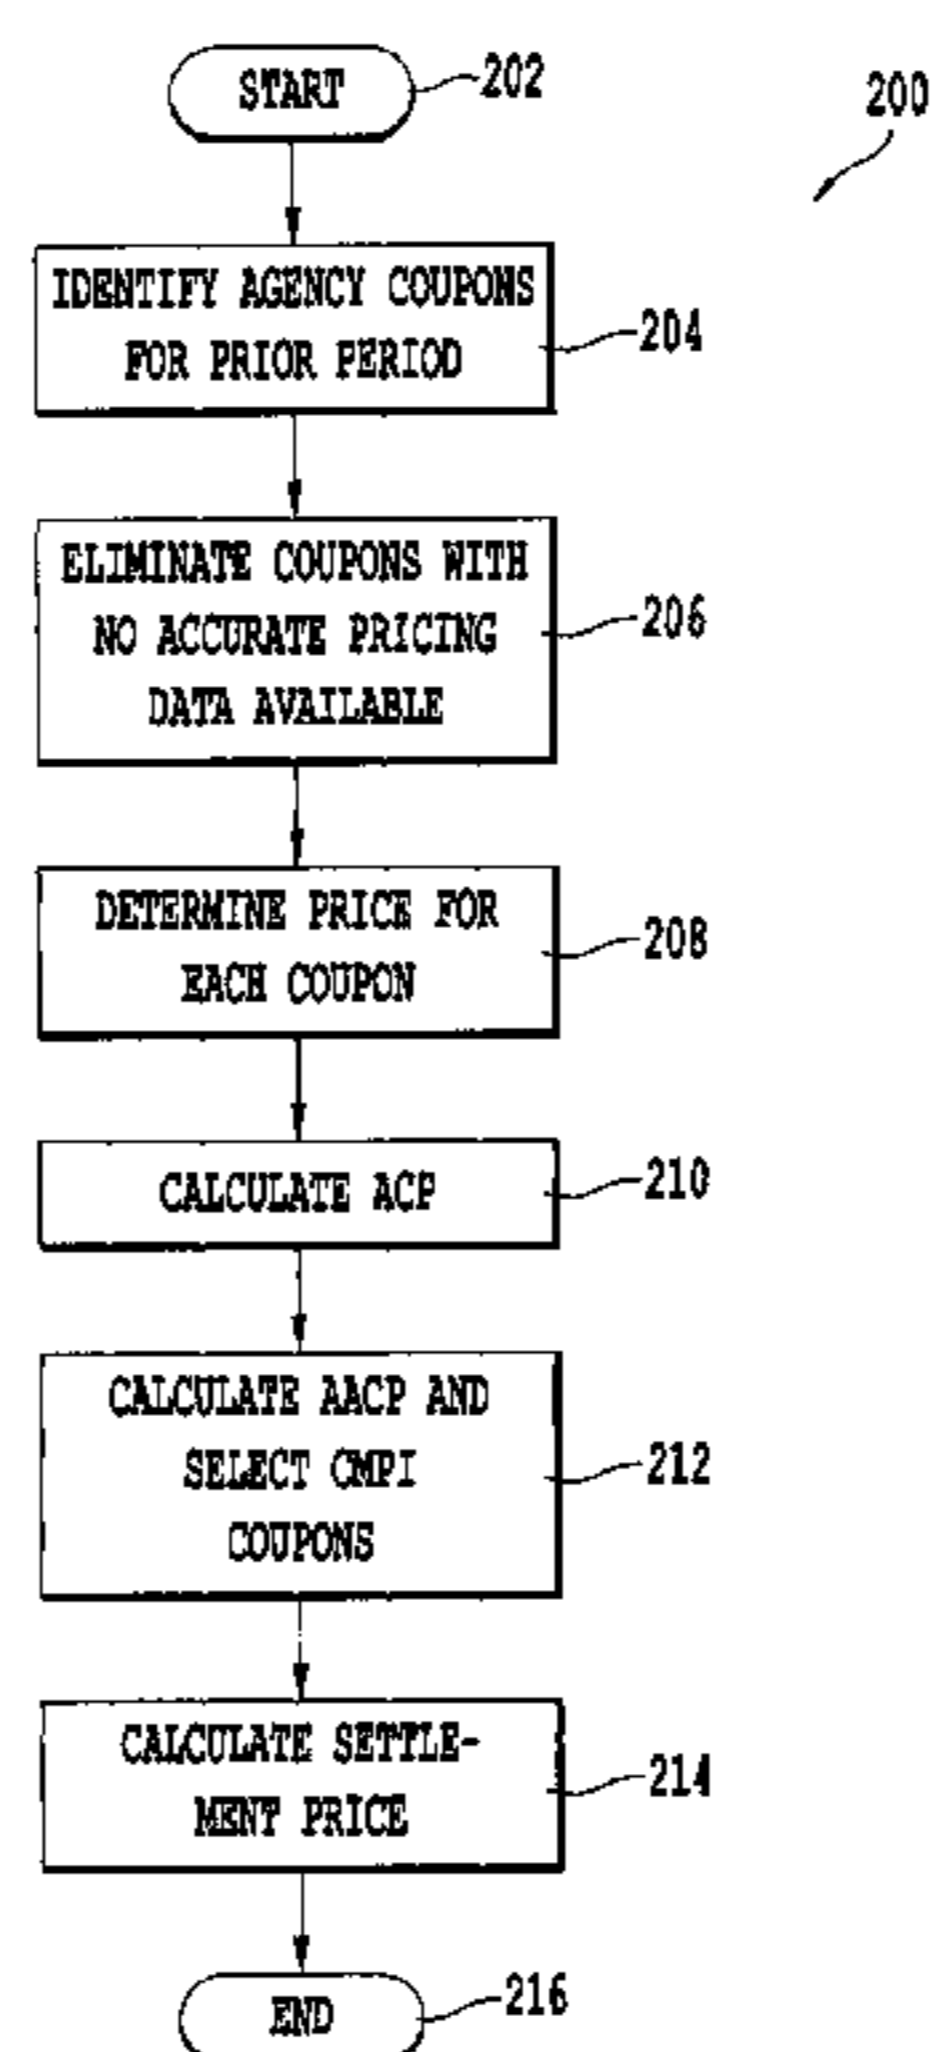 START
202
200
IDENTIFY AGENCY COUPONS
FOR PRIOR PERIOD
204
ELIMINATE COUPONS WITH
NO ACCURATE PRICING
DATA AVAILABLE
206
DETERMINE PRICE FOR
EACH COUPON
208
CALCULATE ACP
210
CALCULATE AACP AND
SELECT CMPI
COUPONS
212
CALCULATE SETTLE-
MENT PRICE
214
END
216